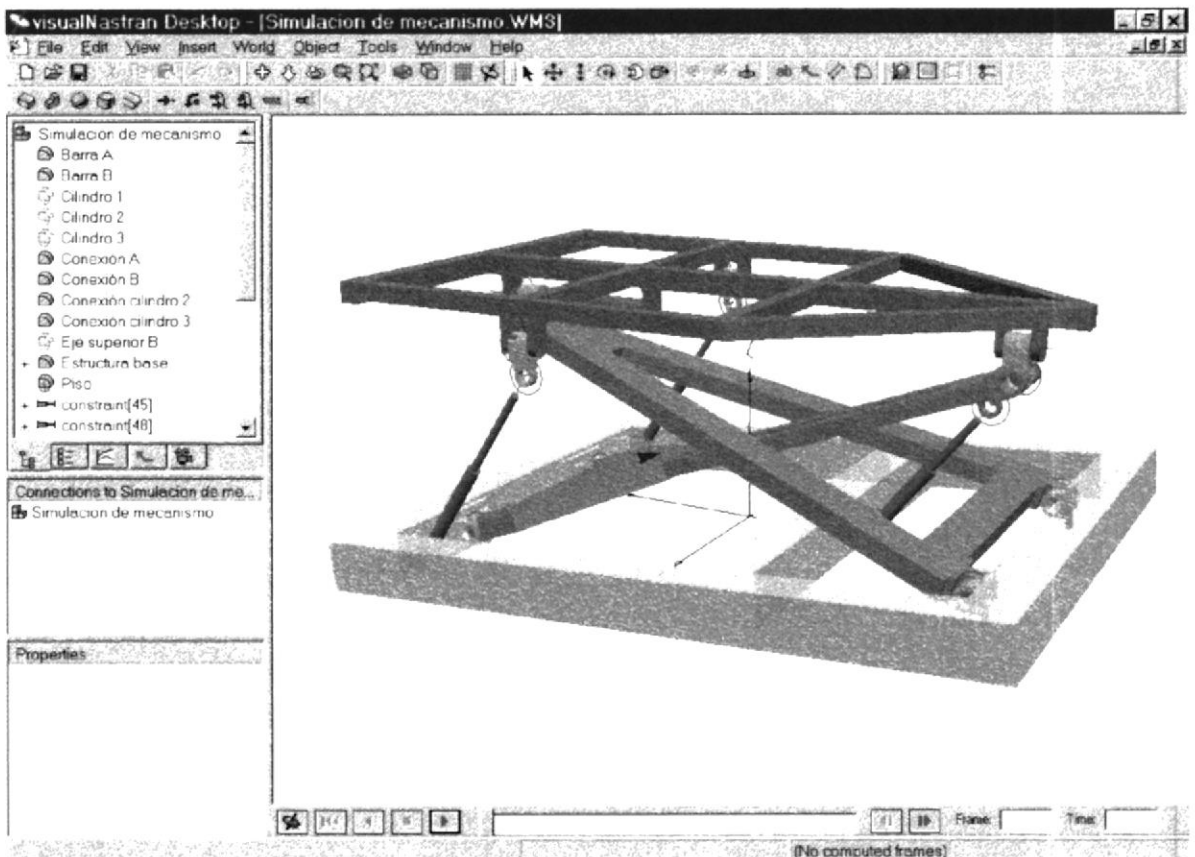 visualNastran Desktop - [Simulacion de mecanismo.WM3]
File Edit View Insert World Object Tools Window Help
Simulacion de mecanismo
Barra A
Barra B
Cilindro 1
Cilindro 2
Cilindro 3
Conexión A
Conexión B
Conexión cilindro 2
Conexión cilindro 3
Eje superior B
Estructura base
Piso
constraint[45]
constraint[48]
Connections to Simulacion de me...
Simulacion de mecanismo
Properties
Frame:
Time:
(No computed frames)